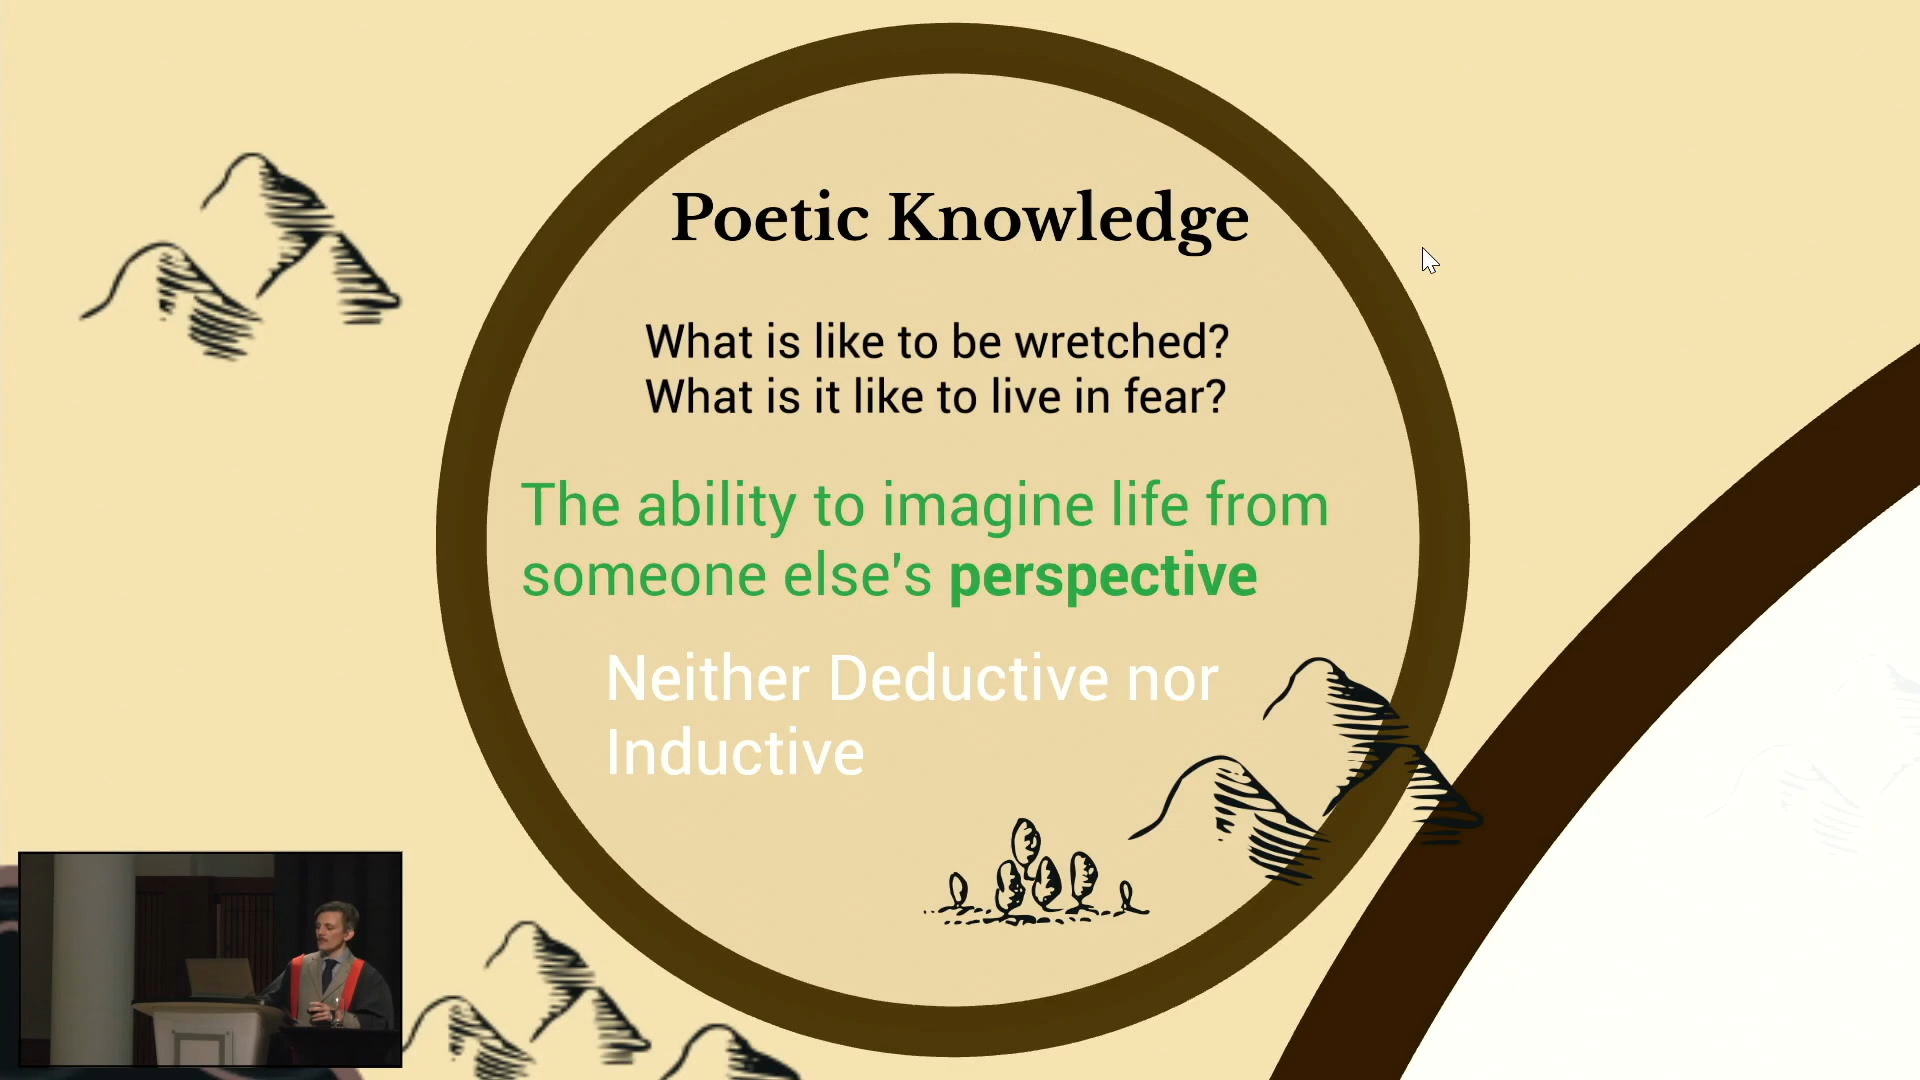 Poetic Knowledge
What is like to be wretched?
What is it like to live in fear?
The ability to imagine life from
someone else's perspective
Neither Deductive nor
Inductive